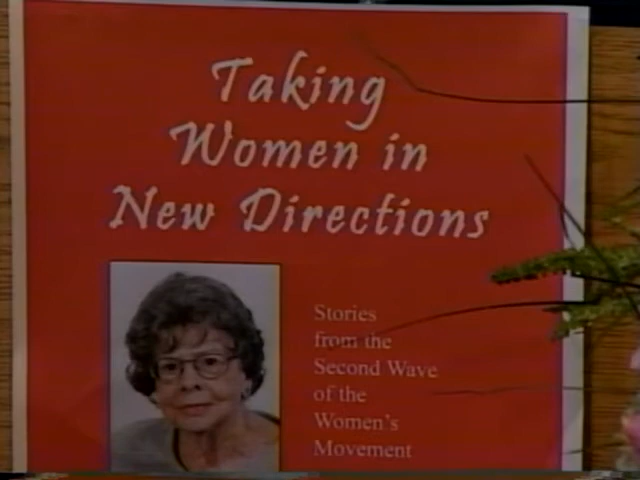 Taking
Women in
New Directions
Stories
from the
Second Wave
of the
Women's
Movement